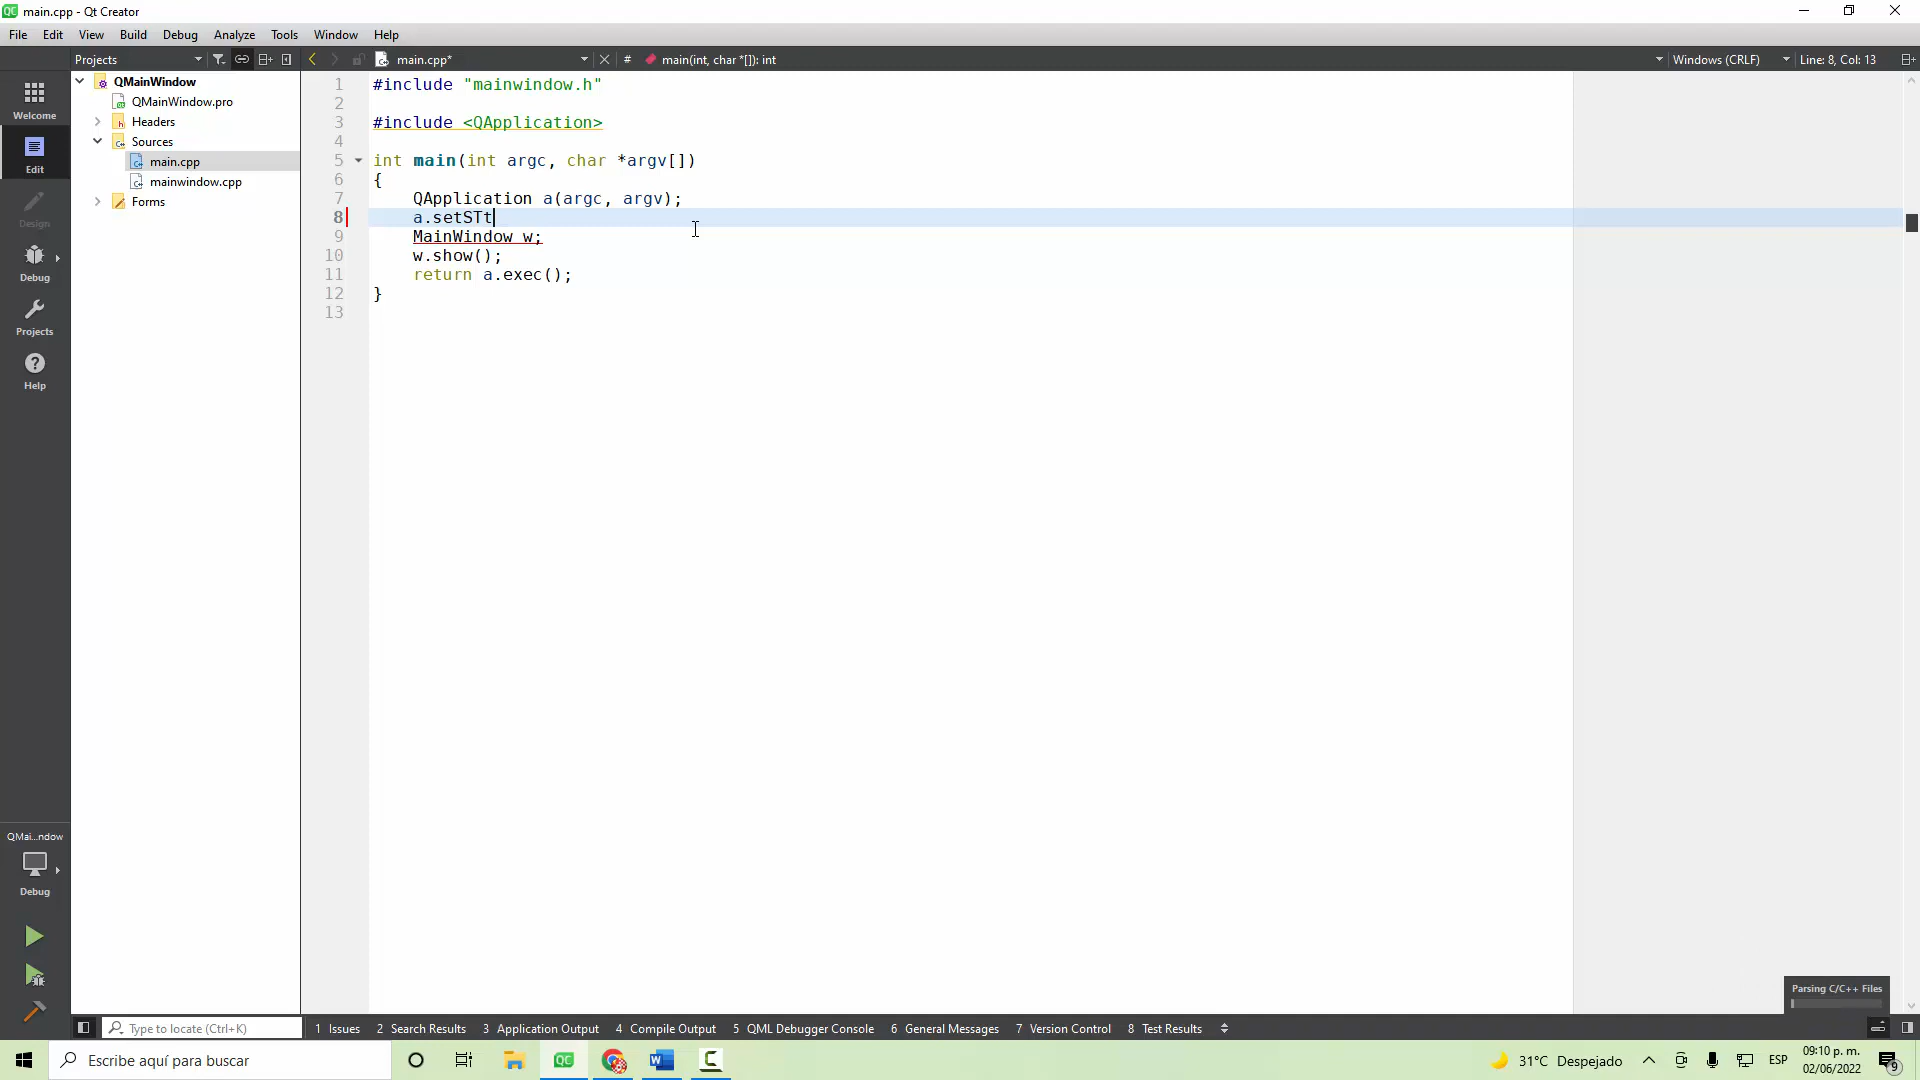 main.cpp - Qt Creator
File Edit View Build Debug Analyze Tools Window Help
Projects main.cpp* # main(int, char *[]): int Windows (CRLF) Line: 8, Col: 13
Welcome
Edit
Design
Debug
Projects
Help
QMainWindow
QMainWindow.pro
Headers
Sources
main.cpp
mainwindow.cpp
Forms
1 #include "mainwindow.h"
2
3 #include <QApplication>
4
5 int main(int argc, char *argv[])
6 {
7 QApplication a(argc, argv);
8 a.setSTt
9 MainWindow w;
10 w.show();
11 return a.exec();
12 }
13
QMai...ndow
Debug
Parsing C/C++ Files
Type to locate (Ctrl+K) 1 Issues 2 Search Results 3 Application Output 4 Compile Output 5 QML Debugger Console 6 General Messages 7 Version Control 8 Test Results
Escribe aquí para buscar QC W 31°C Despejado ESP 09:10 p. m.
02/06/2022 9